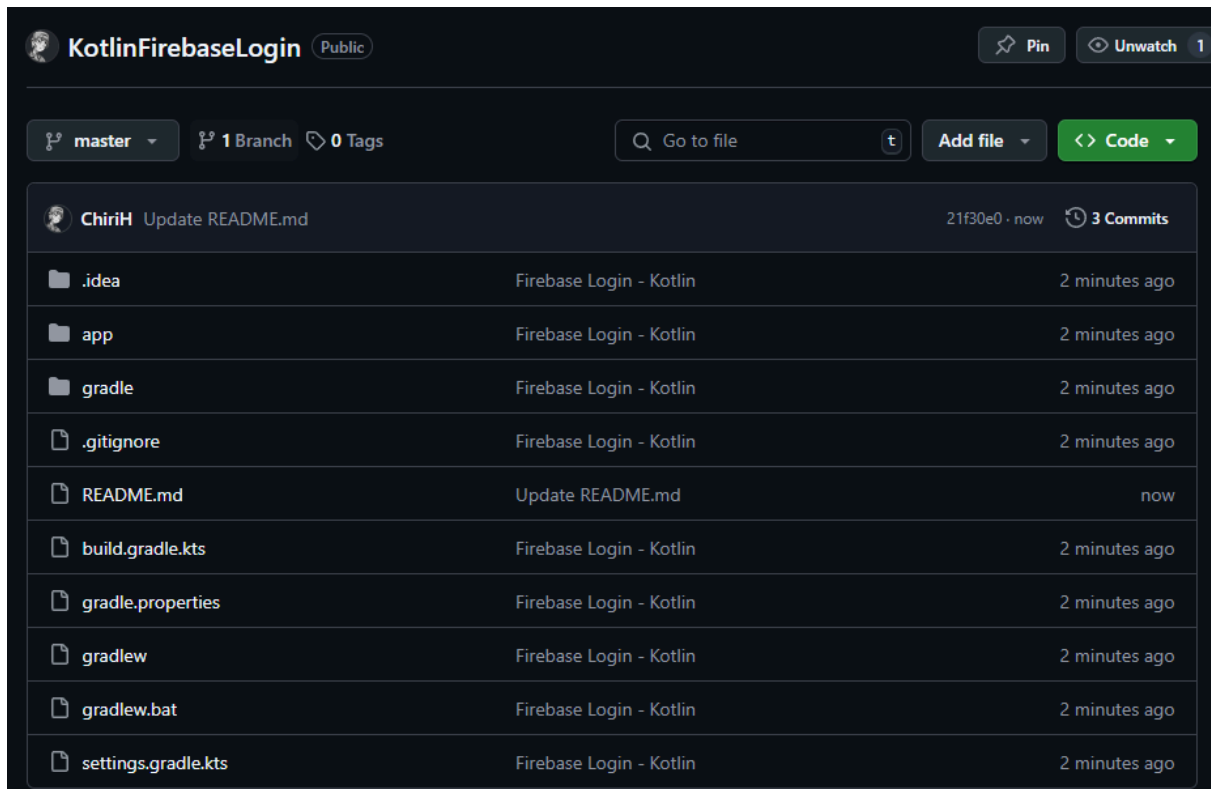 KotlinFirebaseLogin Public Pin Unwatch 1
master 1 Branch 0 Tags Go to file t Add file Code
ChiriH Update README.md 21f30e0 · now 3 Commits
.idea Firebase Login - Kotlin 2 minutes ago
app Firebase Login - Kotlin 2 minutes ago
gradle Firebase Login - Kotlin 2 minutes ago
.gitignore Firebase Login - Kotlin 2 minutes ago
README.md Update README.md now
build.gradle.kts Firebase Login - Kotlin 2 minutes ago
gradle.properties Firebase Login - Kotlin 2 minutes ago
gradlew Firebase Login - Kotlin 2 minutes ago
gradlew.bat Firebase Login - Kotlin 2 minutes ago
settings.gradle.kts Firebase Login - Kotlin 2 minutes ago